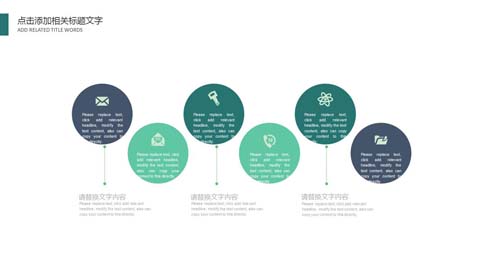 点击添加相关标题文字
ADD RELATED TITLE WORDS
Please replace text,
click add relevant
headline, modify the
text content, also can
copy your content to
this directly.
Please replace text,
click add relevant
headline, modify the
text content, also can
copy your content to
this directly.
Please replace text,
click add relevant
headline, modify the
text content, also can
copy your content to
this directly.
Please replace text, click
add relevant headline,
modify the text content,
also can copy your
content to this directly.
Please replace text, click
add relevant headline,
modify the text content,
also can copy your
content to this directly.
Please replace text, click
add relevant headline,
modify the text content,
also can copy your
content to this directly.
请替换文字内容
Please replace text, click add relevant
headline, modify the text content, also can
copy your content to this directly.
请替换文字内容
Please replace text, click add relevant
headline, modify the text content, also can
copy your content to this directly.
请替换文字内容
Please replace text, click add relevant
headline, modify the text content, also can
copy your content to this directly.